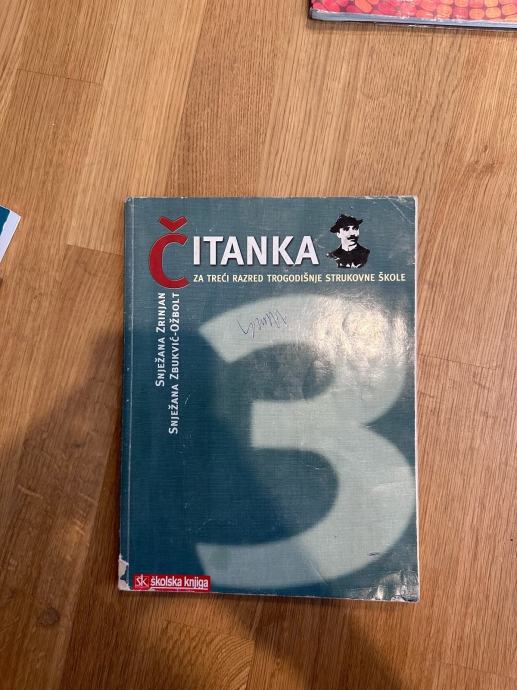 ČITANKA
ZA TREĆI RAZRED TROGODIŠNJE STRUKOVNE ŠKOLE
SNJEŽANA ZRINJAN
SNJEŽANA ZBUKVIĆ-OŽBOLT
3
sk školska knjiga